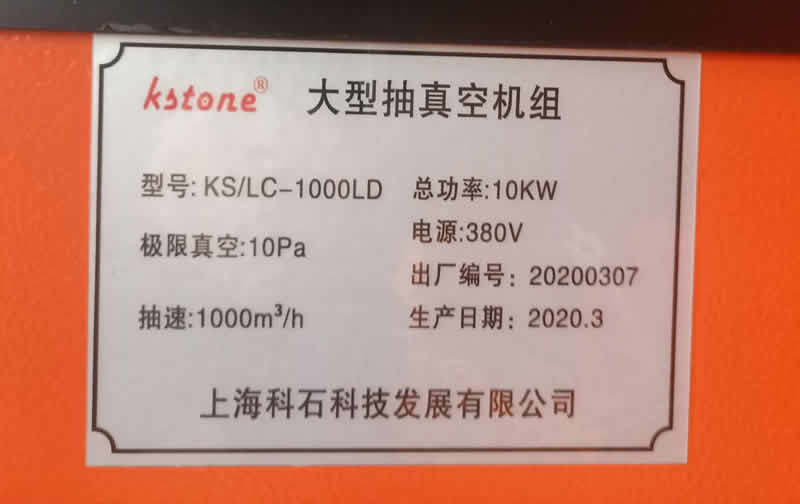 kstone® 大型抽真空机组
型号: KS/LC-1000LD
总功率:10KW
电源:380V
极限真空:10Pa
出厂编号: 20200307
抽速:1000m³/h
生产日期: 2020.3
上海科石科技发展有限公司